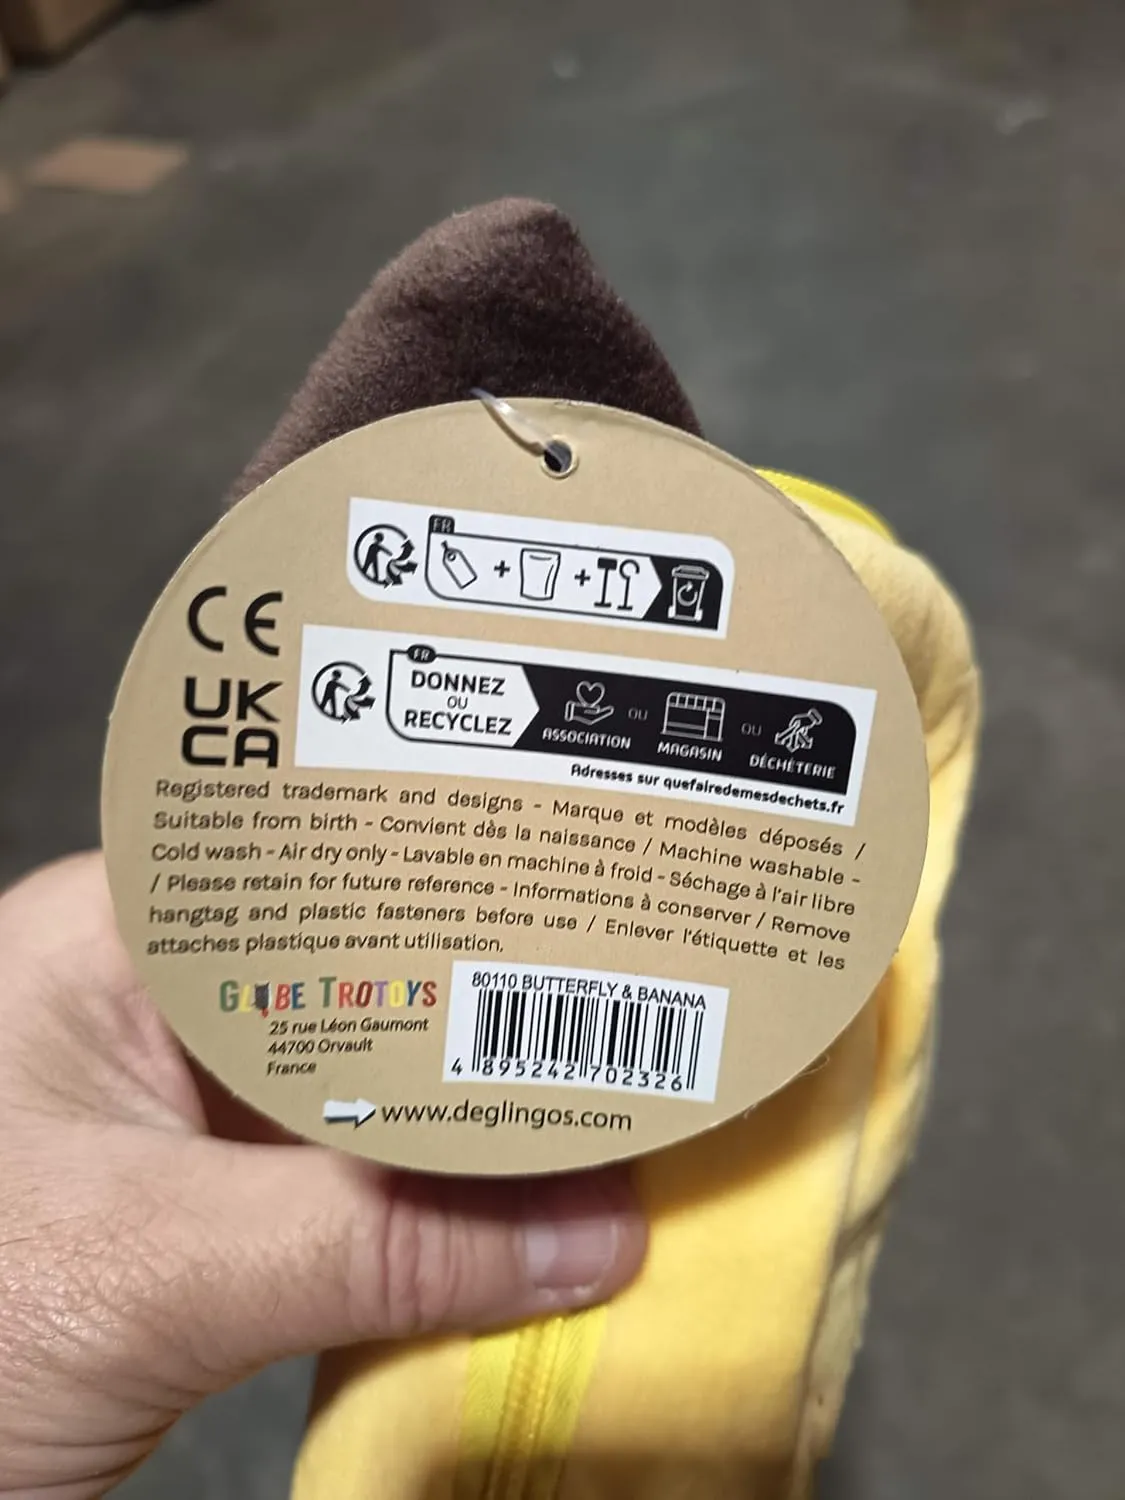 FR
+ +
CE
UK
CA
FR
DONNEZ
OU
RECYCLEZ
ASSOCIATION
OU
MAGASIN
OU
DÉCHÈTERIE
Adresses sur quefairedemesdechets.fr
Registered trademark and designs - Marque et modèles déposés /
Suitable from birth - Convient dès la naissance / Machine washable -
Cold wash - Air dry only - Lavable en machine à froid - Séchage à l'air libre
/ Please retain for future reference - Informations à conserver / Remove
hangtag and plastic fasteners before use / Enlever l'étiquette et les
attaches plastique avant utilisation.
GLOBE TROTOYS
25 rue Léon Gaumont
44700 Orvault
France
80110 BUTTERFLY & BANANA
4 895242 702326
www.deglingos.com